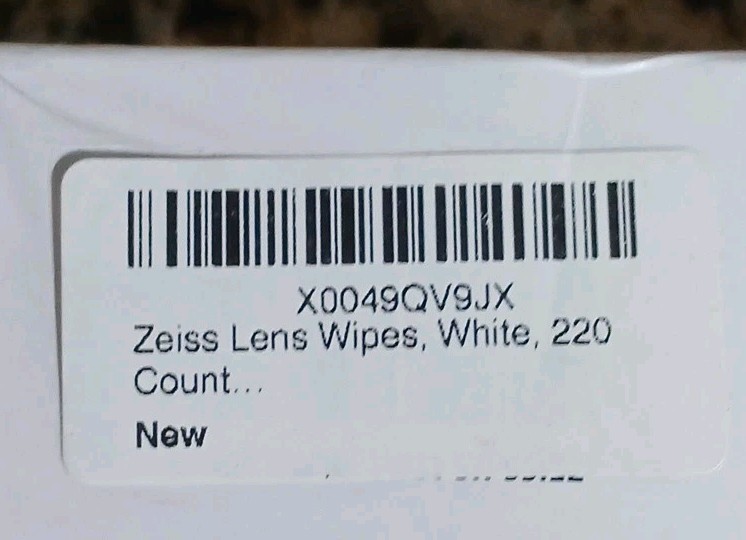 X0049QV9JX
Zeiss Lens Wipes, White, 220
Count...
New